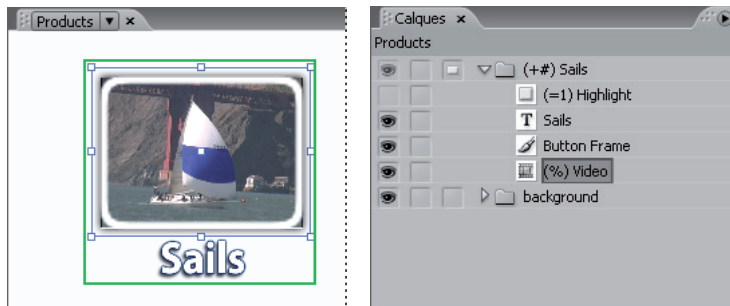 Products
Sails
Calques
Products
(+#) Sails
(=1) Highlight
T Sails
Button Frame
(%) Video
background